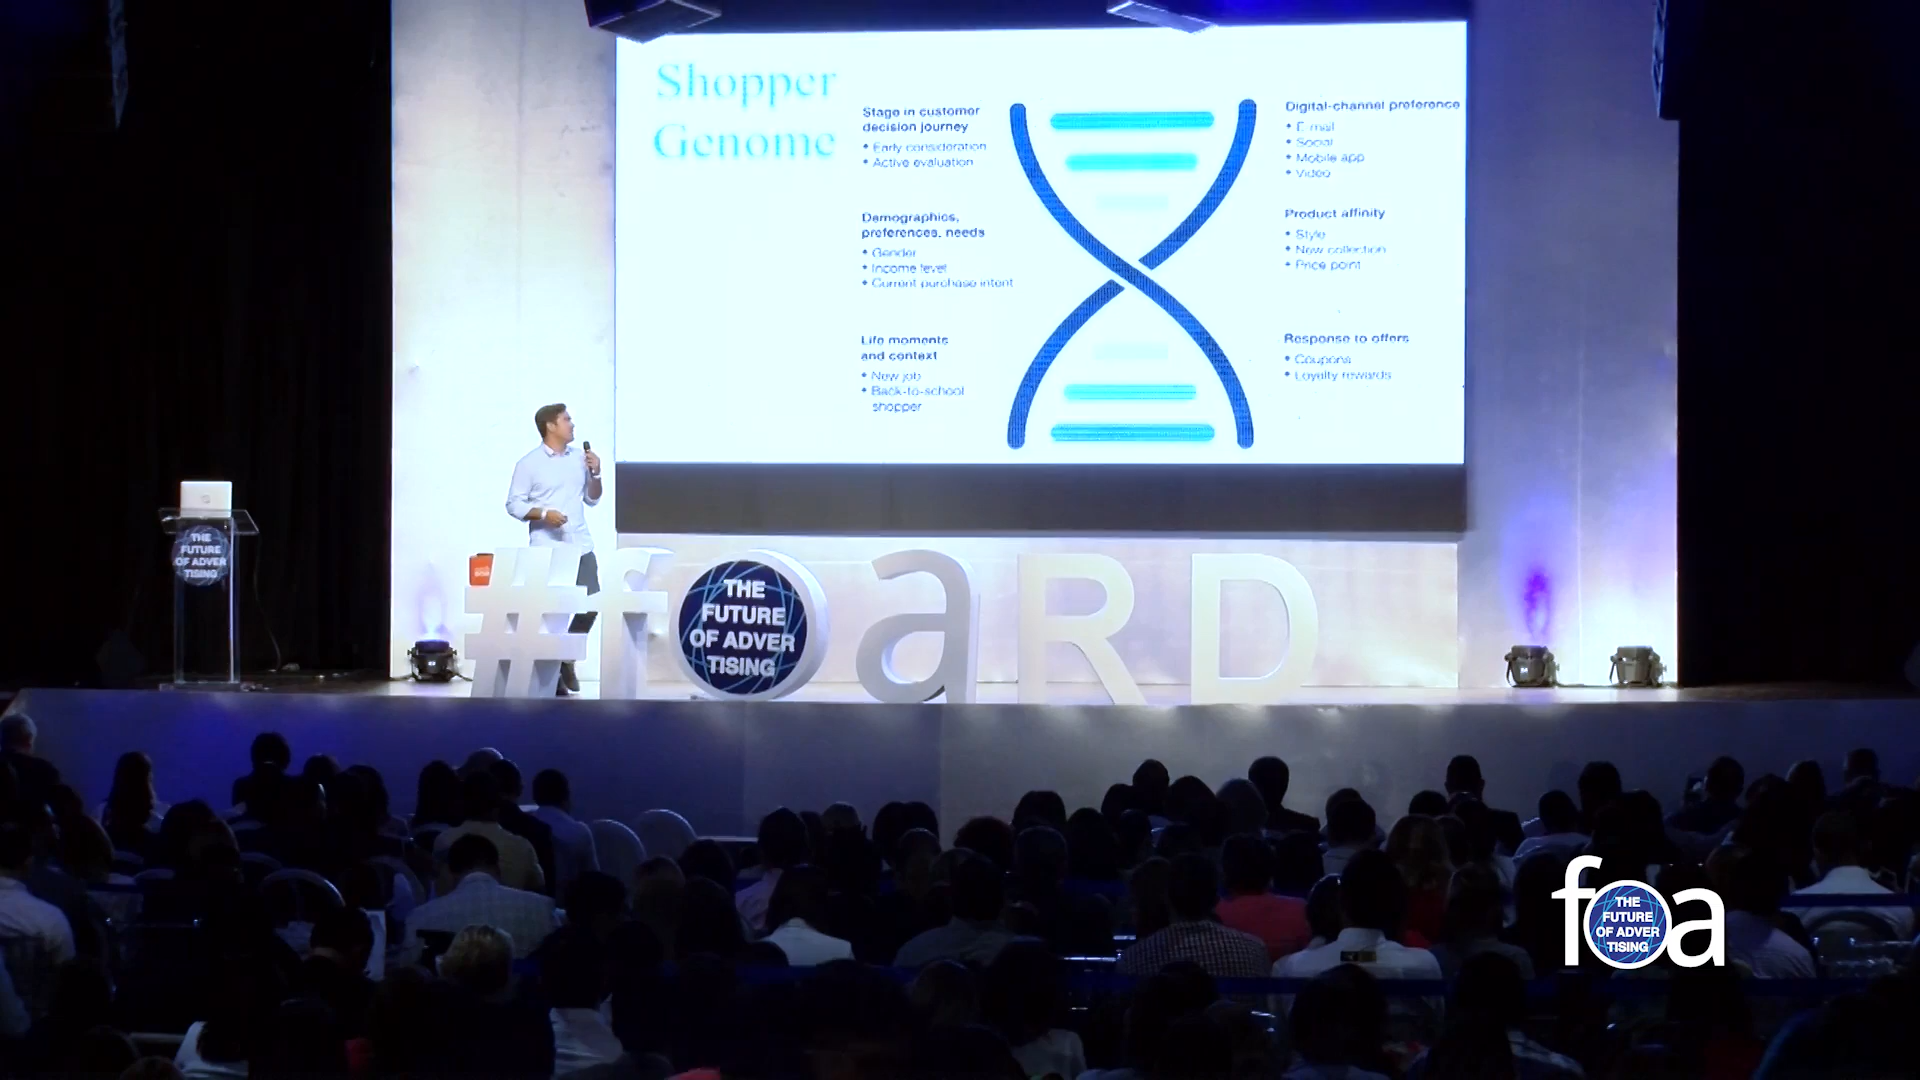 Shopper
Genome
Stage in customer
decision journey
• Early consideration
• Active evaluation
Demographics,
preferences, needs
• Gender
• Income level
• Current purchase intent
Life moments
and context
• New job
• Back-to-school
shopper
Digital-channel preference
• E-mail
• Social
• Mobile app
• Video
Product affinity
• Style
• New collection
• Price point
Response to offers
• Coupons
• Loyalty rewards
THE
FUTURE
OF ADVER
TISING
#foaRD
THE
FUTURE
OF ADVER
TISING
foa
THE
FUTURE
OF ADVER
TISING